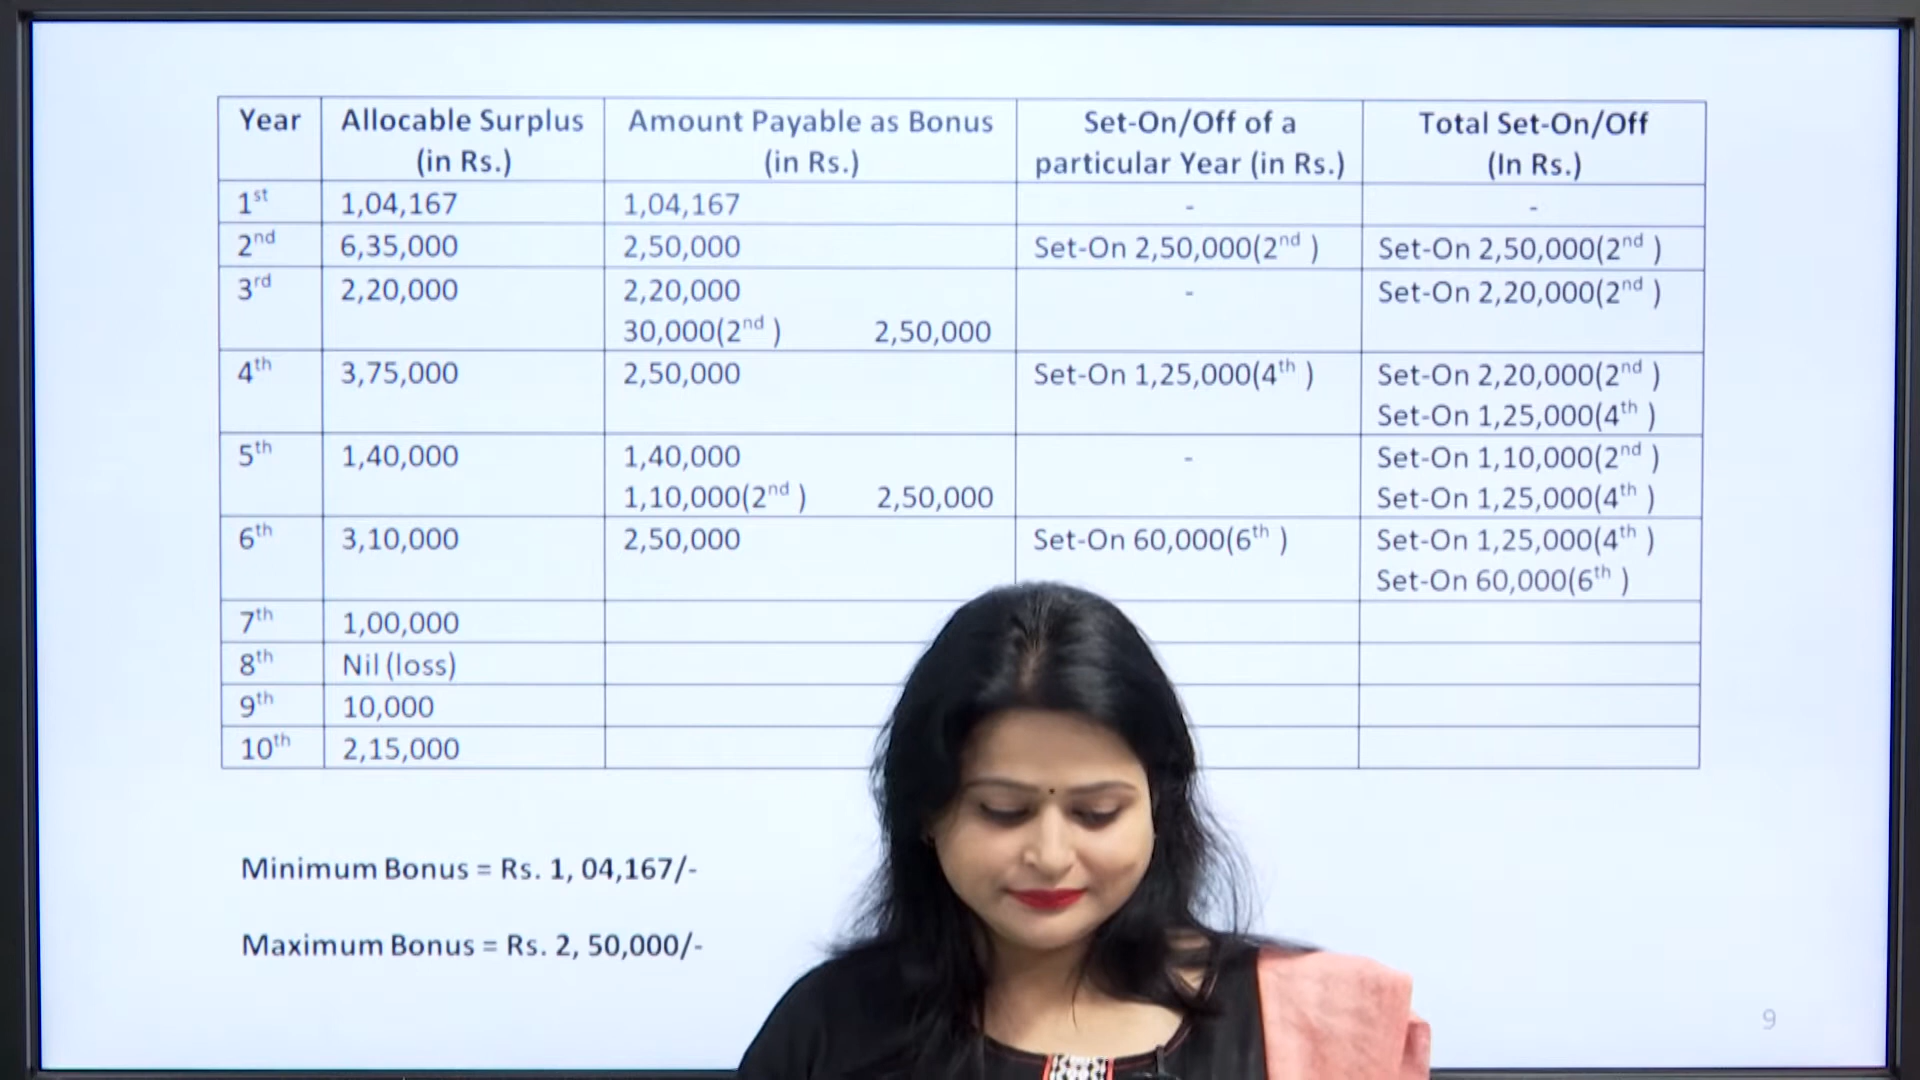 Year Allocable Surplus (in Rs.) Amount Payable as Bonus (in Rs.) Set-On/Off of a particular Year (in Rs.) Total Set-On/Off (In Rs.)
1st 1,04,167 1,04,167 - -
2nd 6,35,000 2,50,000 Set-On 2,50,000(2nd ) Set-On 2,50,000(2nd )
3rd 2,20,000 2,20,000 - Set-On 2,20,000(2nd )
30,000(2nd ) 2,50,000
4th 3,75,000 2,50,000 Set-On 1,25,000(4th ) Set-On 2,20,000(2nd )
Set-On 1,25,000(4th )
5th 1,40,000 1,40,000 - Set-On 1,10,000(2nd )
1,10,000(2nd ) 2,50,000 Set-On 1,25,000(4th )
6th 3,10,000 2,50,000 Set-On 60,000(6th ) Set-On 1,25,000(4th )
Set-On 60,000(6th )
7th 1,00,000
8th Nil (loss)
9th 10,000
10th 2,15,000
Minimum Bonus = Rs. 1, 04,167/-
Maximum Bonus = Rs. 2, 50,000/-
9